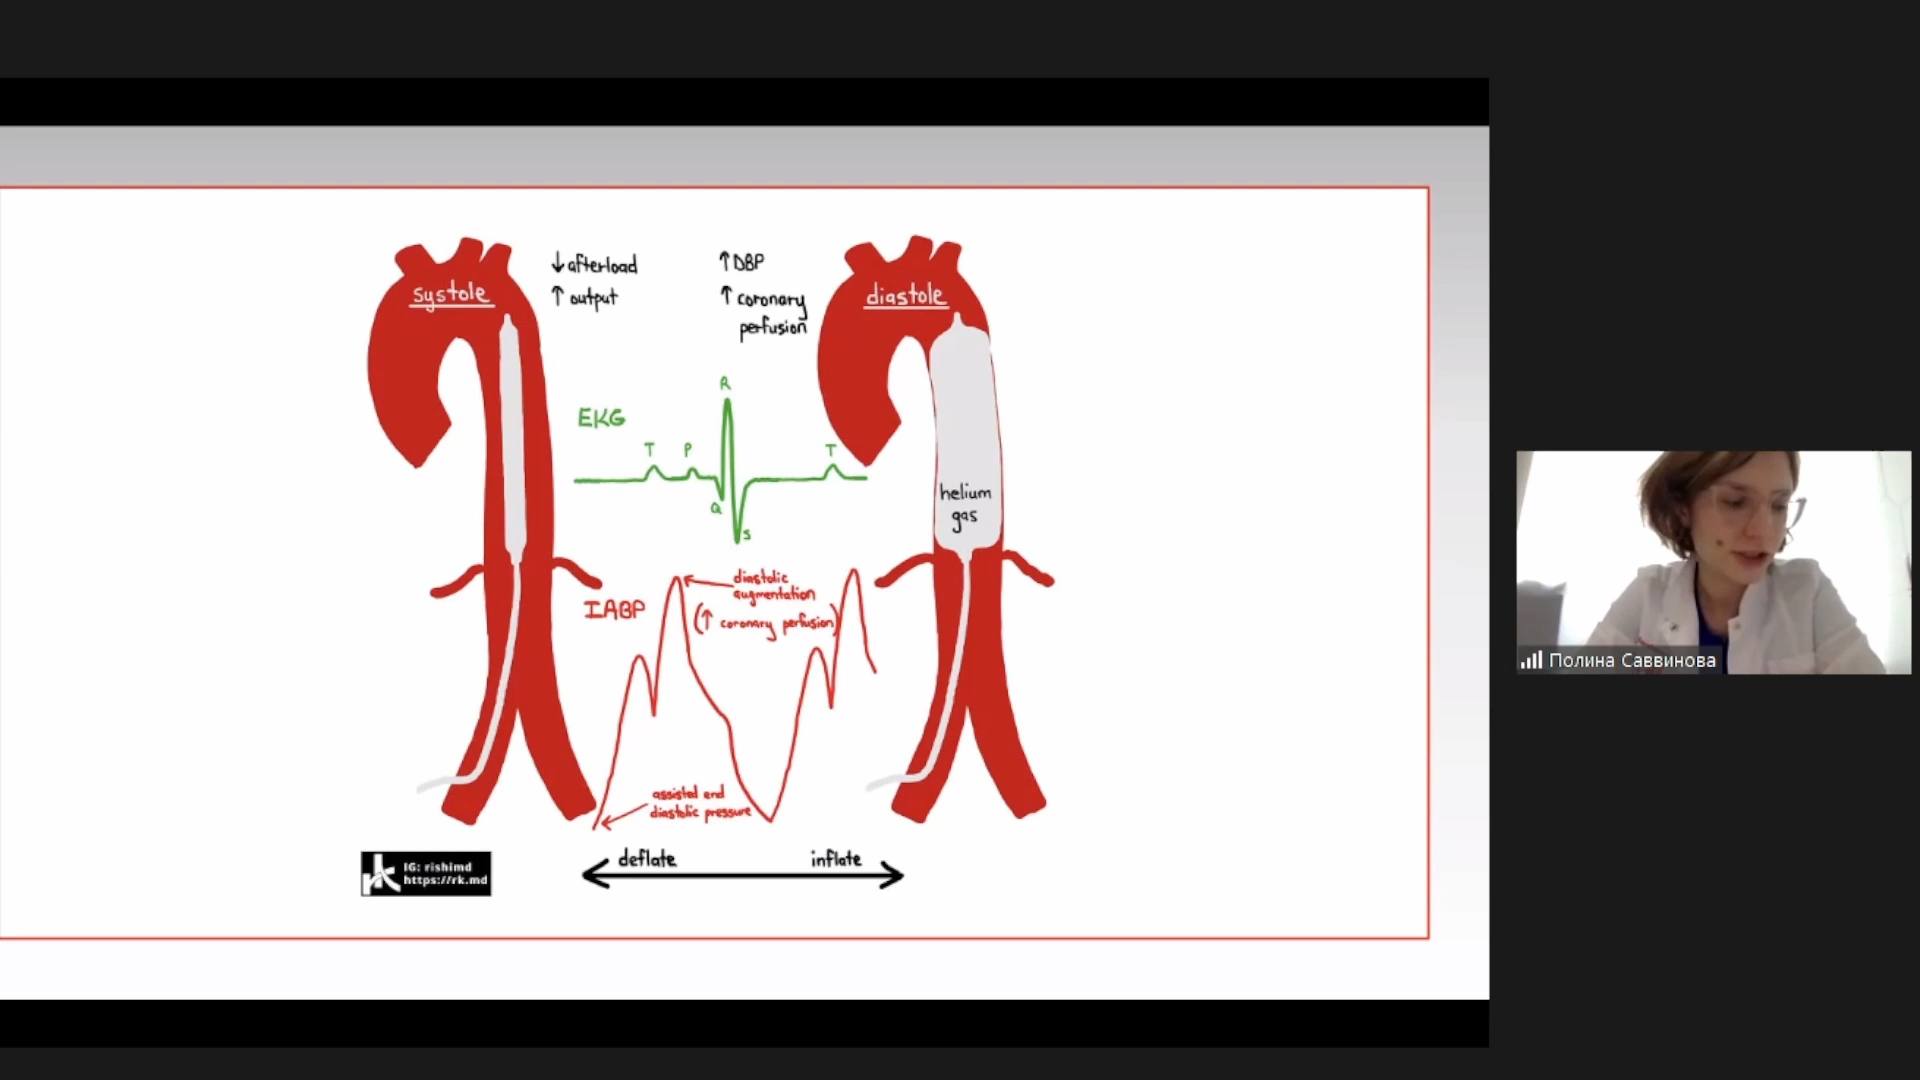 systole
↓ afterload
↑ output
↑ DBP
↑ coronary
perfusion
diastole
EKG
R
T
P
Q
S
T
helium
gas
IABP
diastolic
augmentation
(↑ coronary perfusion)
assisted end
diastolic pressure
deflate
inflate
rk
IG: rishimd
https://rk.md
Полина Саввинова